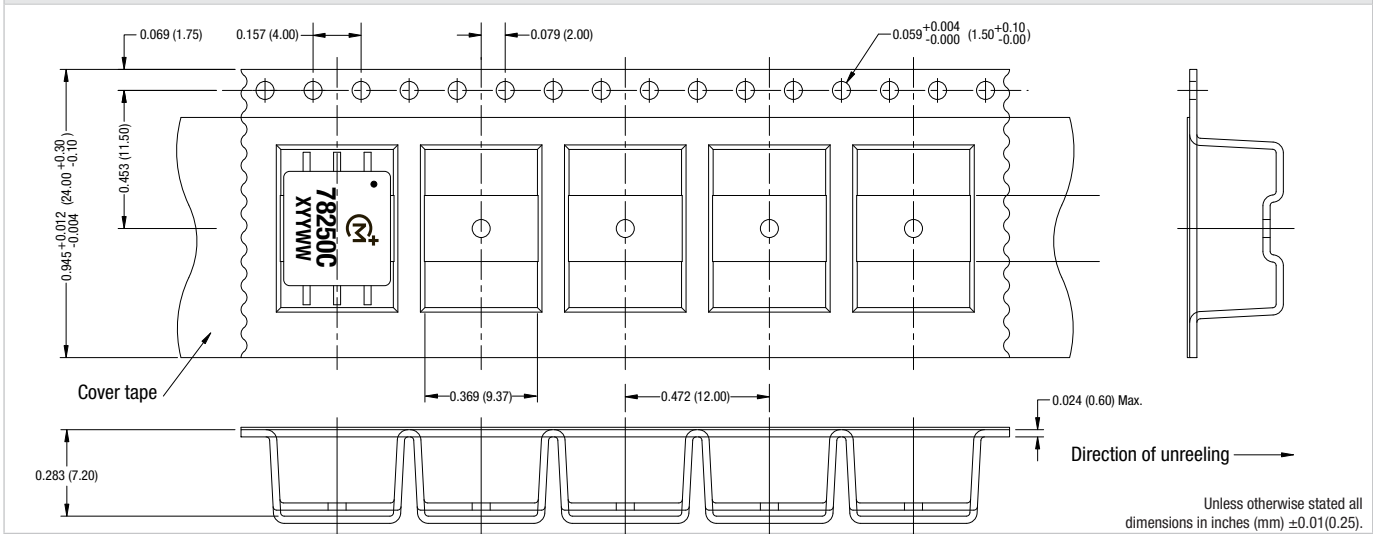 0.069 (1.75)
0.157 (4.00)
0.079 (2.00)
0.059 +0.004 -0.000 (1.50 +0.10 -0.00)
0.945 +0.012 -0.004 (24.00 +0.30 -0.10)
0.453 (11.50)
78250C
XYYWW
M+
Cover tape
0.369 (9.37)
0.472 (12.00)
0.024 (0.60) Max.
0.283 (7.20)
Direction of unreeling
Unless otherwise stated all
dimensions in inches (mm) ±0.01(0.25).